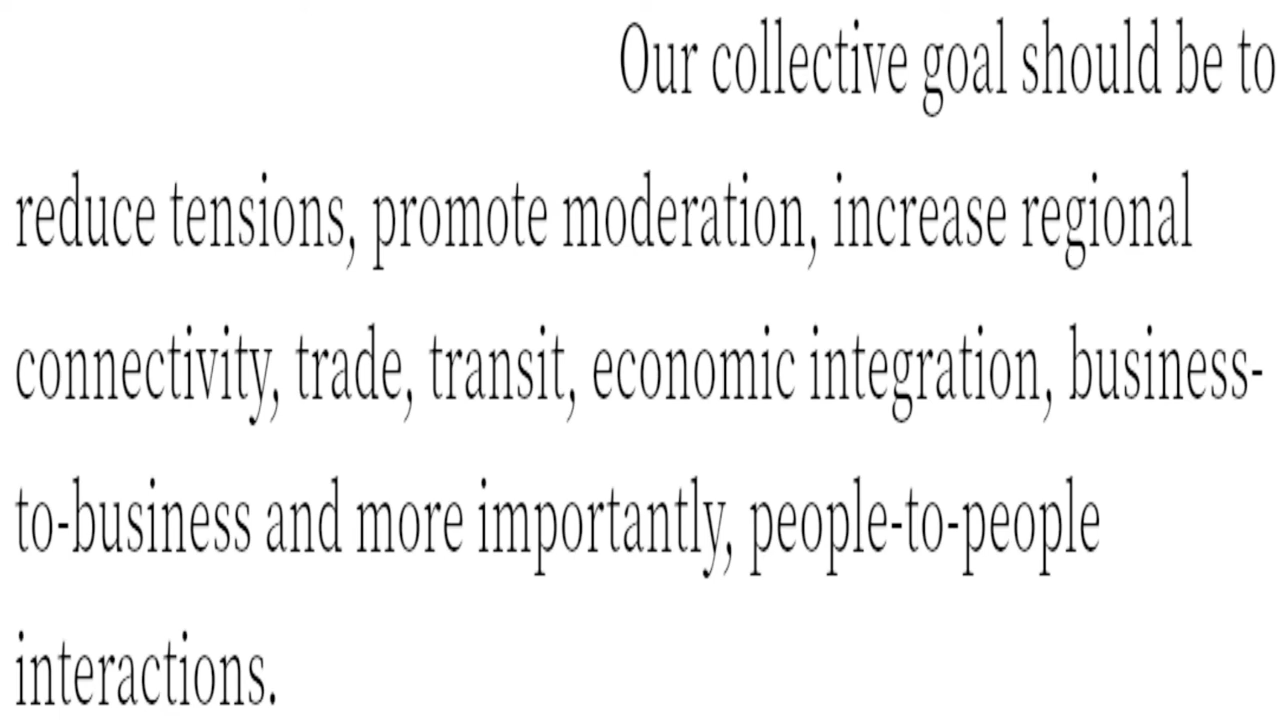 Our collective goal should be to
reduce tensions, promote moderation, increase regional
connectivity, trade, transit, economic integration, business-
to-business and more importantly, people-to-people
interactions.